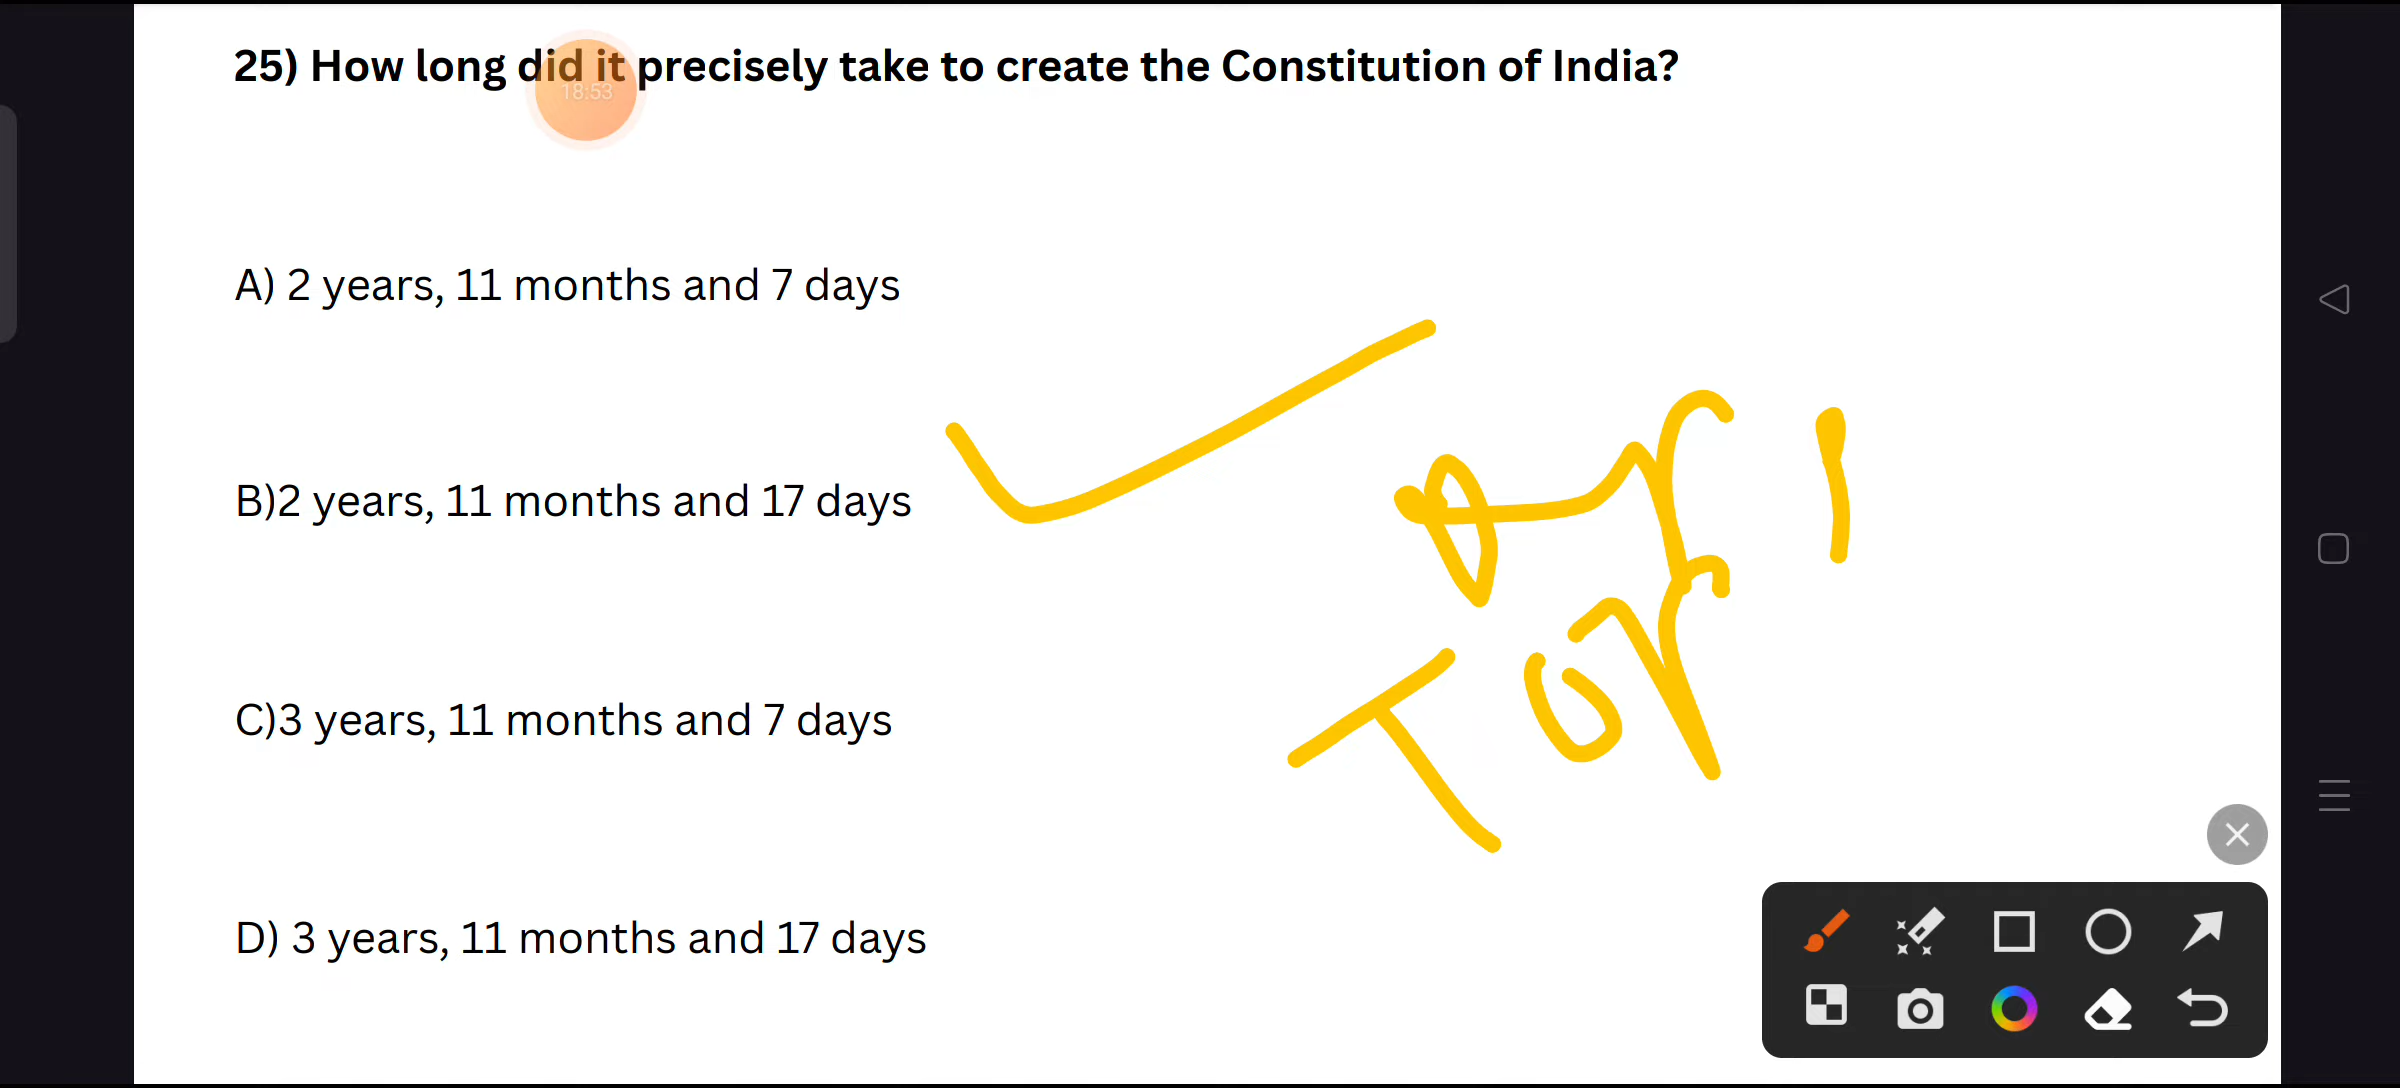 25) How long did it precisely take to create the Constitution of India?
18:53
A) 2 years, 11 months and 7 days
B)2 years, 11 months and 17 days
C)3 years, 11 months and 7 days
D) 3 years, 11 months and 17 days